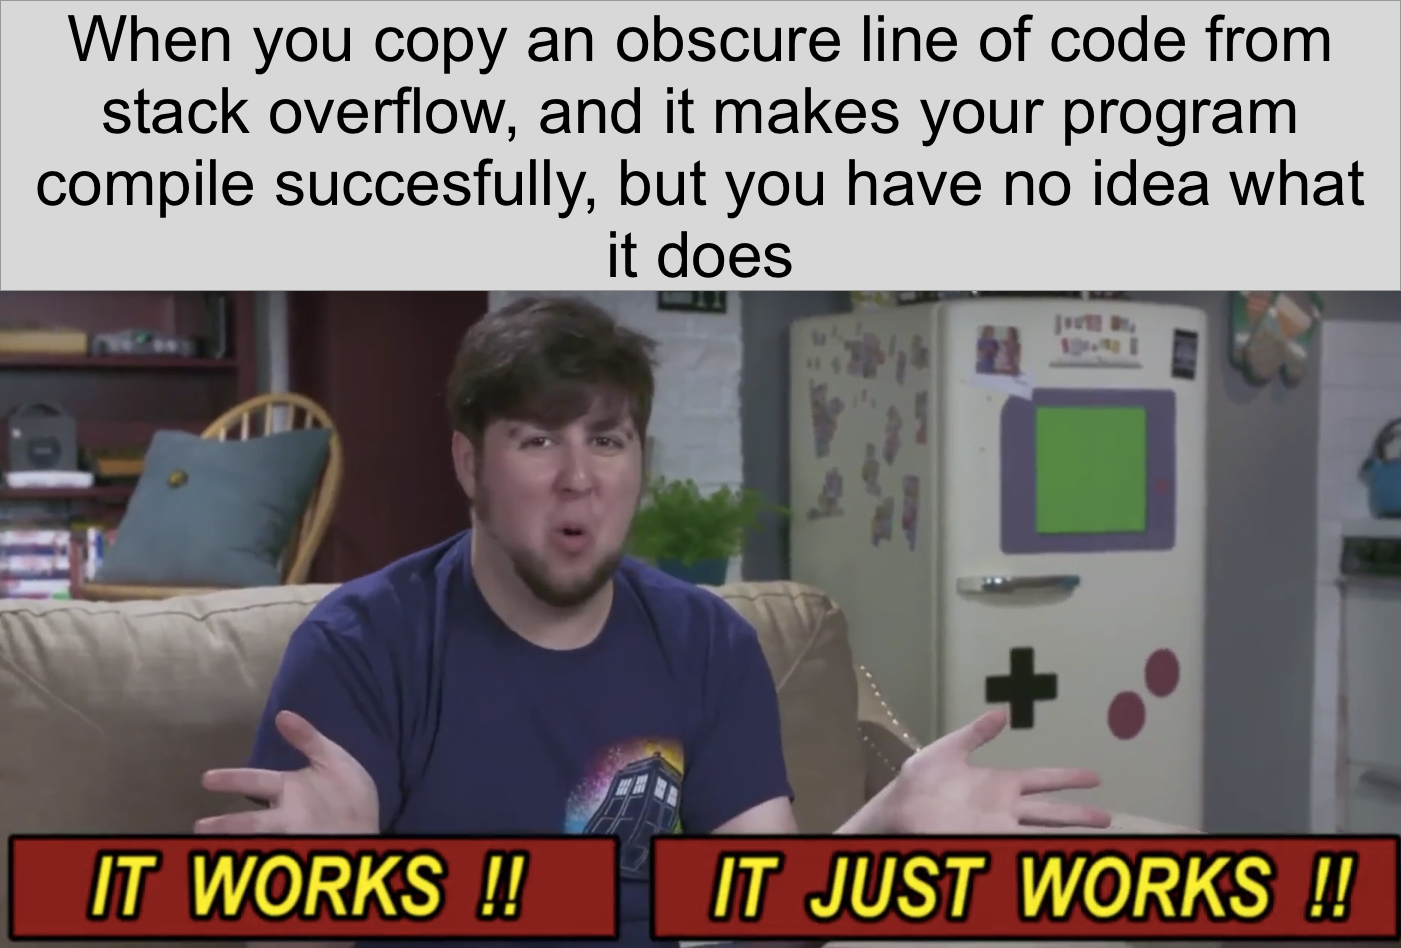 When you copy an obscure line of code from
stack overflow, and it makes your program
compile succesfully, but you have no idea what
it does
IT WORKS !!
IT JUST WORKS !!